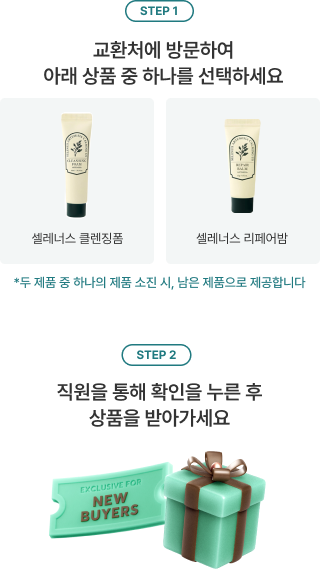 STEP 1
교환처에 방문하여
아래 상품 중 하나를 선택하세요
CLEANSING
FOAM
REPAIR
BALM
셀레너스 클렌징폼
셀레너스 리페어밤
*두 제품 중 하나의 제품 소진 시, 남은 제품으로 제공합니다
STEP 2
직원을 통해 확인을 누른 후
상품을 받아가세요
EXCLUSIVE FOR
NEW
BUYERS